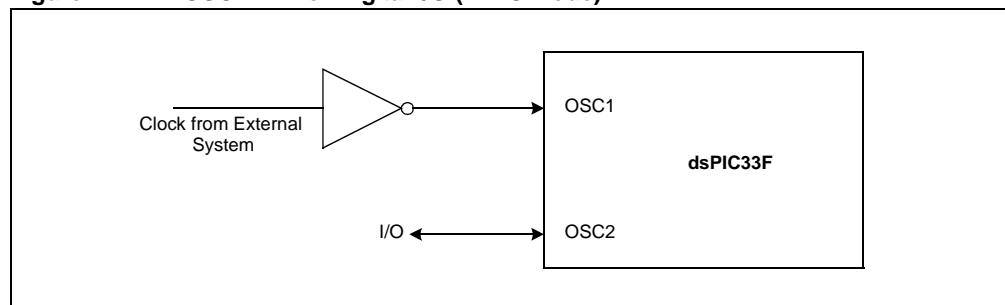 Clock from External
System
OSC1
dsPIC33F
I/O
OSC2